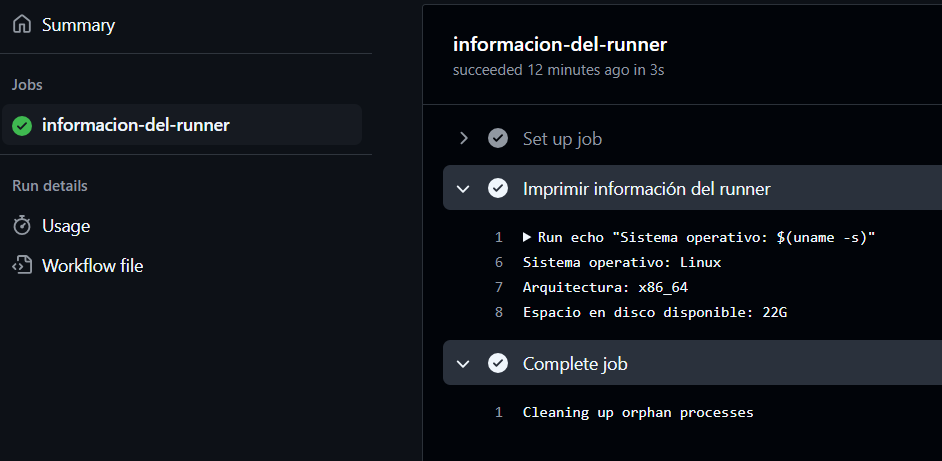 Summary
Jobs
informacion-del-runner
Run details
Usage
Workflow file
informacion-del-runner
succeeded 12 minutes ago in 3s
Set up job
Imprimir información del runner
1 Run echo "Sistema operativo: $(uname -s)"
6 Sistema operativo: Linux
7 Arquitectura: x86_64
8 Espacio en disco disponible: 22G
Complete job
1 Cleaning up orphan processes